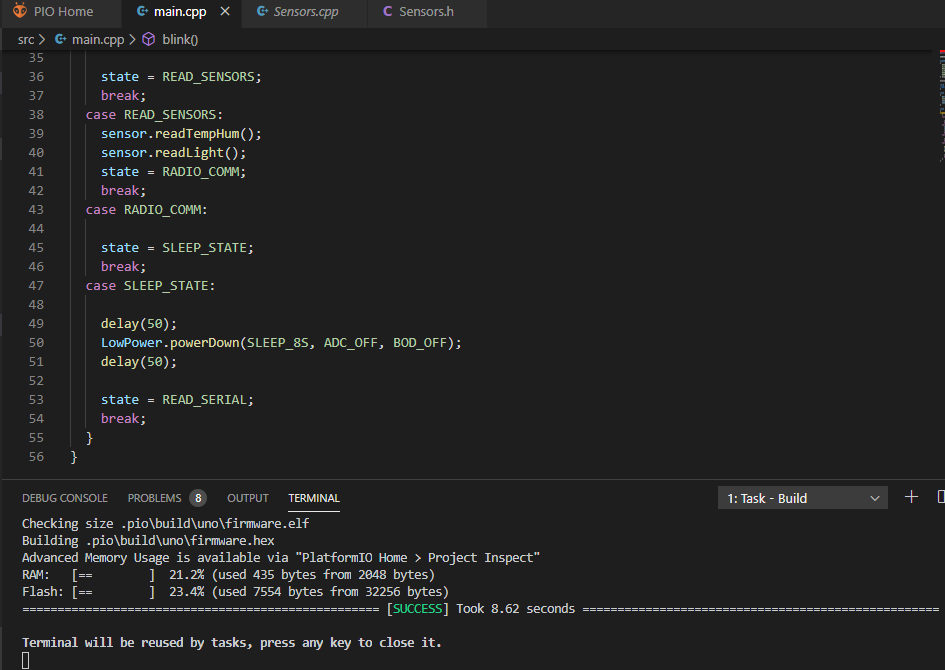 PIO Home main.cpp Sensors.cpp Sensors.h
src > main.cpp > blink()
35
36 state = READ_SENSORS;
37 break;
38 case READ_SENSORS:
39 sensor.readTempHum();
40 sensor.readLight();
41 state = RADIO_COMM;
42 break;
43 case RADIO_COMM:
44
45 state = SLEEP_STATE;
46 break;
47 case SLEEP_STATE:
48
49 delay(50);
50 LowPower.powerDown(SLEEP_8S, ADC_OFF, BOD_OFF);
51 delay(50);
52
53 state = READ_SERIAL;
54 break;
55 }
56 }
DEBUG CONSOLE PROBLEMS 8 OUTPUT TERMINAL 1: Task - Build
Checking size .pio\build\uno\firmware.elf
Building .pio\build\uno\firmware.hex
Advanced Memory Usage is available via "PlatformIO Home > Project Inspect"
RAM: [== ] 21.2% (used 435 bytes from 2048 bytes)
Flash: [== ] 23.4% (used 7554 bytes from 32256 bytes)
=================================================== [SUCCESS] Took 8.62 seconds ===================================================
Terminal will be reused by tasks, press any key to close it.